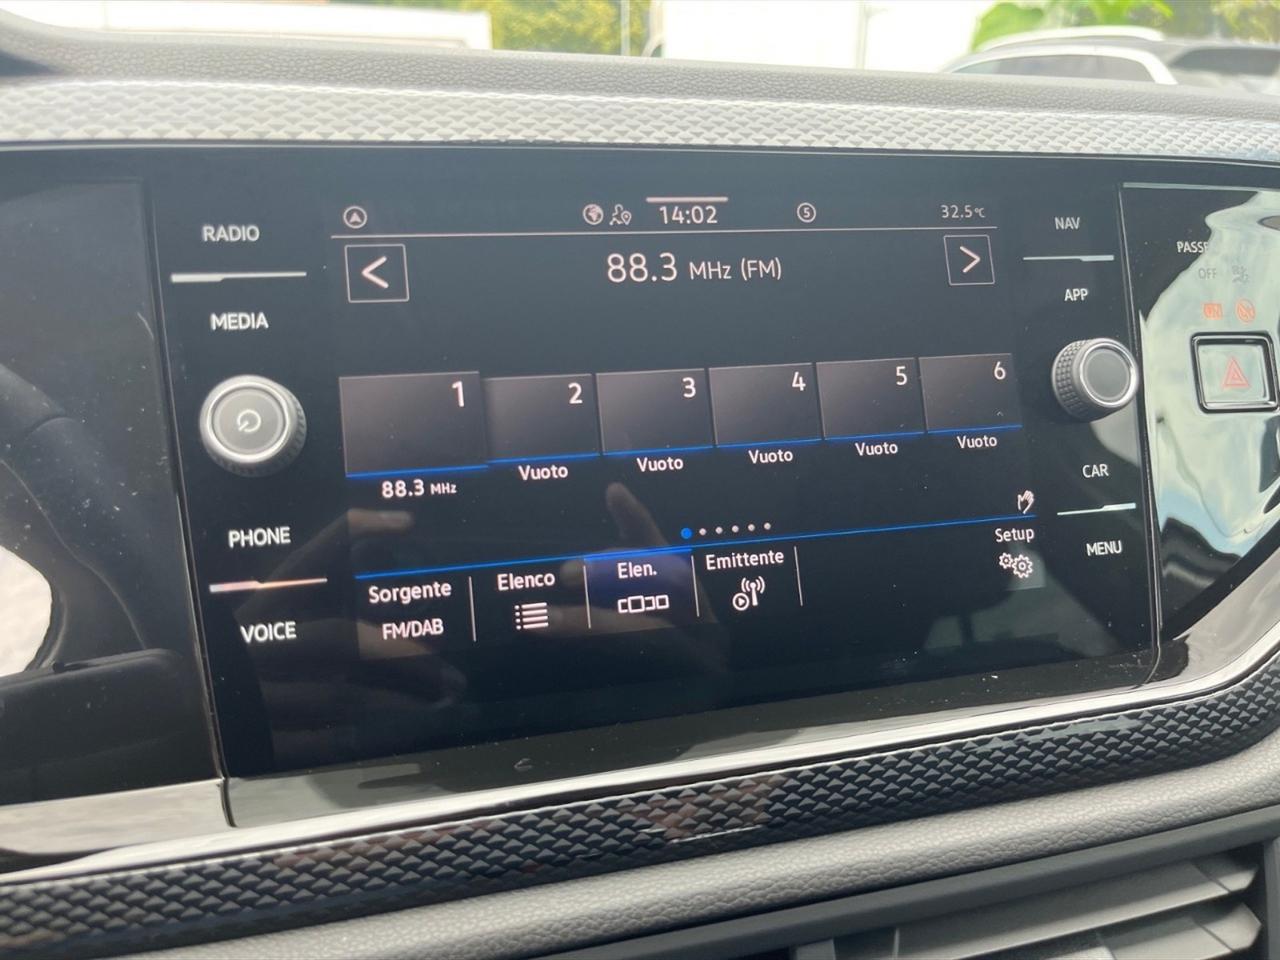 RADIO
MEDIA
PHONE
VOICE
14:02
5
32.5°C
<
88.3 MHz (FM)
>
1 2 3 4 5 6
88.3 MHz Vuoto Vuoto Vuoto Vuoto Vuoto
Sorgente
FM/DAB
Elenco
Elen.
Emittente
Setup
NAV
APP
CAR
MENU
OFF